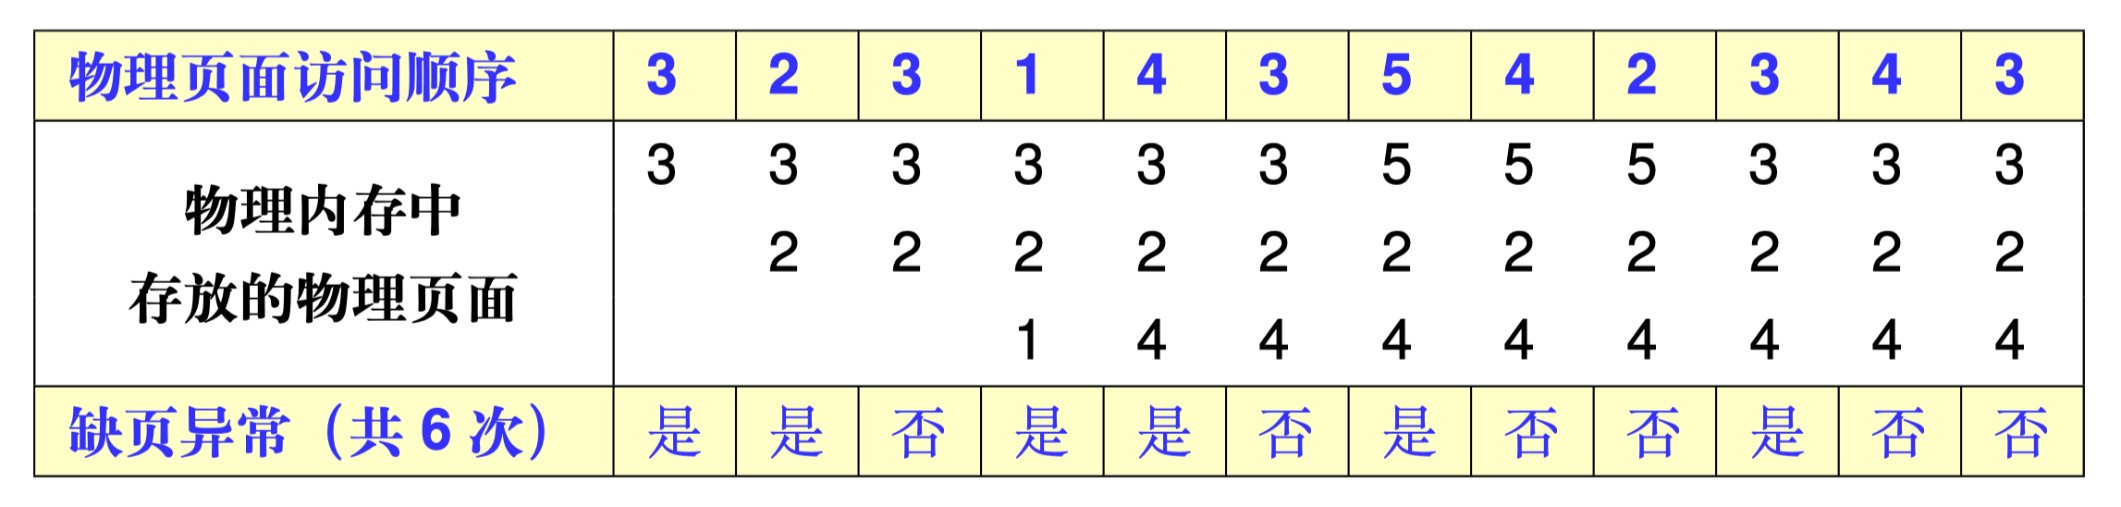 物理页面访问顺序 3 2 3 1 4 3 5 4 2 3 4 3
3 3 3 3 3 3 5 5 5 3 3 3
物理内存中
2 2 2 2 2 2 2 2 2 2 2
存放的物理页面
1 4 4 4 4 4 4 4 4
缺页异常（共 6 次） 是 是 否 是 是 否 是 否 否 是 否 否